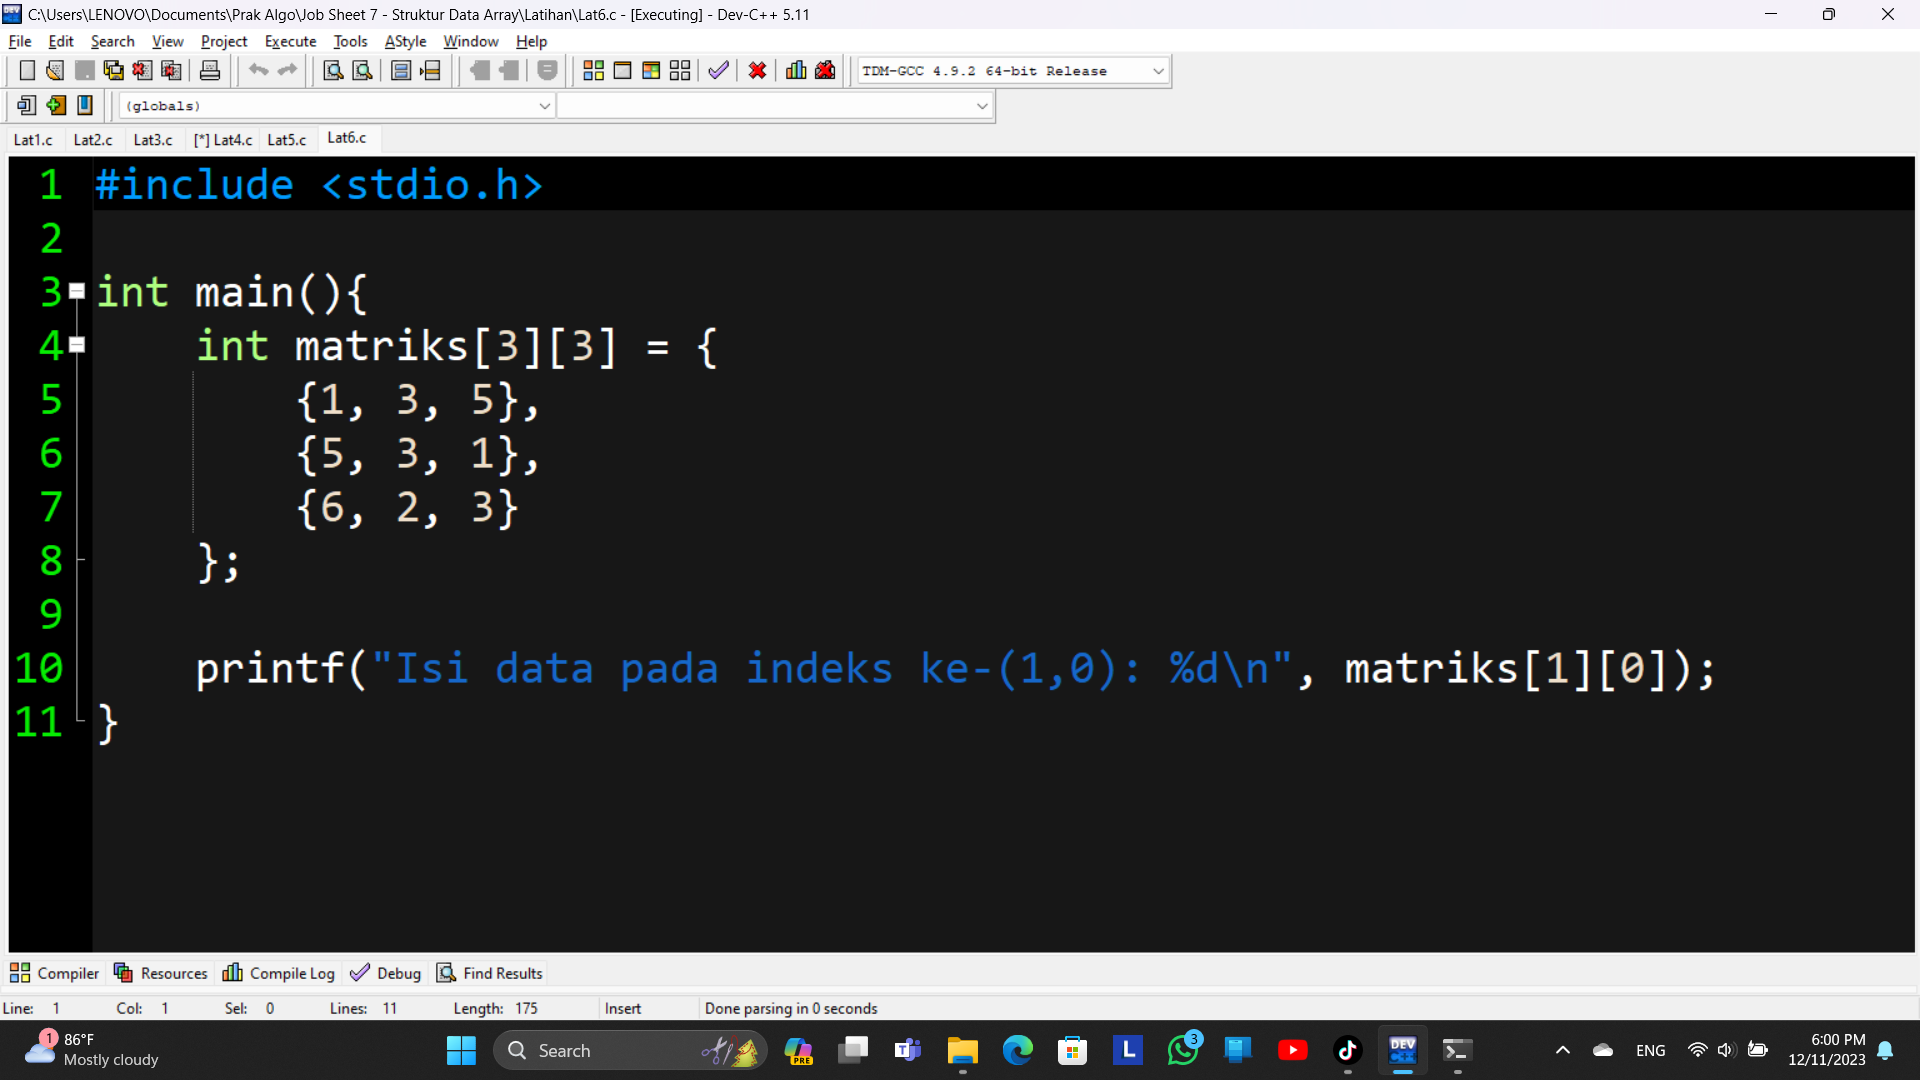 C:\Users\LENOVO\Documents\Prak Algo\Job Sheet 7 - Struktur Data Array\Latihan\Lat6.c - [Executing] - Dev-C++ 5.11
File Edit Search View Project Execute Tools AStyle Window Help
TDM-GCC 4.9.2 64-bit Release
(globals)
Lat1.c Lat2.c Lat3.c [*] Lat4.c Lat5.c Lat6.c
1 #include <stdio.h>
2
3 int main(){
4 int matriks[3][3] = {
5 {1, 3, 5},
6 {5, 3, 1},
7 {6, 2, 3}
8 };
9
10 printf("Isi data pada indeks ke-(1,0): %d\n", matriks[1][0]);
11 }
Compiler Resources Compile Log Debug Find Results
Line: 1 Col: 1 Sel: 0 Lines: 11 Length: 175 Insert Done parsing in 0 seconds
1 86°F
Mostly cloudy
Search
PRE
L
3
DEV
C++
ENG
6:00 PM
12/11/2023